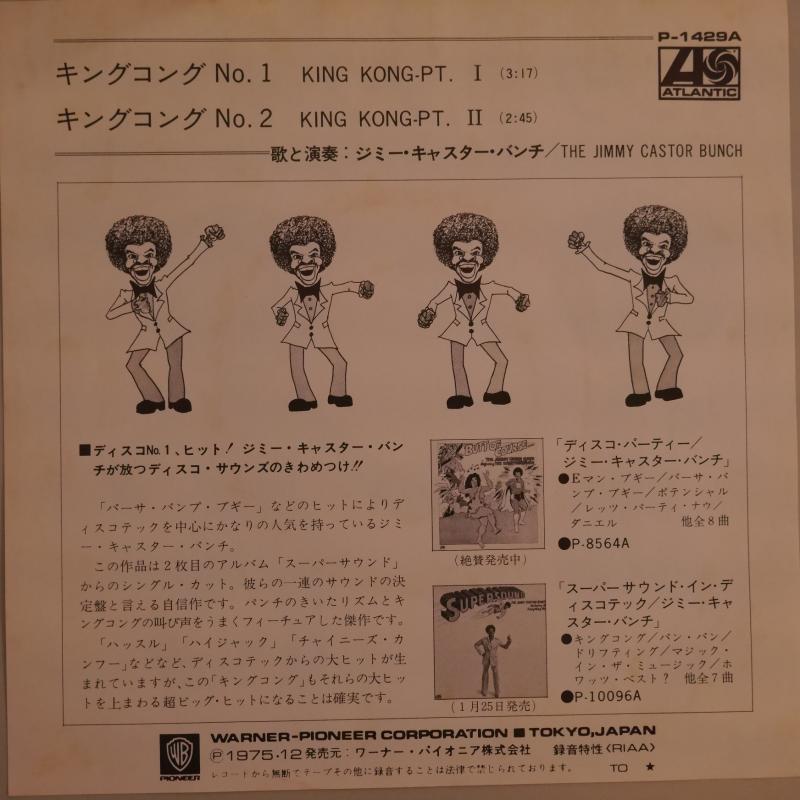 P-1429A
キングコング No. 1 KING KONG-PT. I (3:17)
ATLANTIC
キングコング No. 2 KING KONG-PT. II (2:45)
歌と演奏：ジミー・キャスター・バンチ／THE JIMMY CASTOR BUNCH
■ディスコNo.1、ヒット！ ジミー・キャスター・バン
チが放つディスコ・サウンズのきわめつけ!!
「バーサ・バンプ・ブギー」などのヒットによりデ
ィスコテックを中心にかなりの人気を持っているジミ
ー・キャスター・バンチ。
この作品は2枚目のアルバム「スーパーサウンド」
からのシングル・カット。彼らの一連のサウンドの決
定盤と言える自信作です。パンチのきいたリズムとキ
ングコングの叫び声をうまくフィーチュアした傑作です。
「ハッスル」「ハイジャック」「チャイニーズ・カ
ンフー」などなど、ディスコテックからの大ヒットが生
まれていますが、この「キングコング」もそれらの大ヒッ
トを上まわる超ビッグ・ヒットになることは確実です。
BUTT OF COURSE...
(絶賛発売中)
「ディスコ・パーティー／
ジミー・キャスター・バンチ」
●Eマン・ブギー／バーサ・バ
ンプ・ブギー／ポテンシャル
／レッツ・パーティ・ナウ／
ダニエル 他全8曲
●P-8564A
SUPERSOUND
(1月25日発売)
「スーパーサウンド・イン・デ
ィスコテック／ジミー・キャ
スター・バンチ」
●キングコング／バン・バン／
ドリフティング／マジック・
イン・ザ・ミュージック／ホ
ワッツ・ベスト？ 他全7曲
●P-10096A
WB
PIONEER
WARNER-PIONEER CORPORATION ■ TOKYO, JAPAN
Ⓟ1975・12 発売元：ワーナー・パイオニア株式会社 録音特性〈RIAA〉
レコードから無断でテープその他に録音することは法律で禁じられております。 TO ★